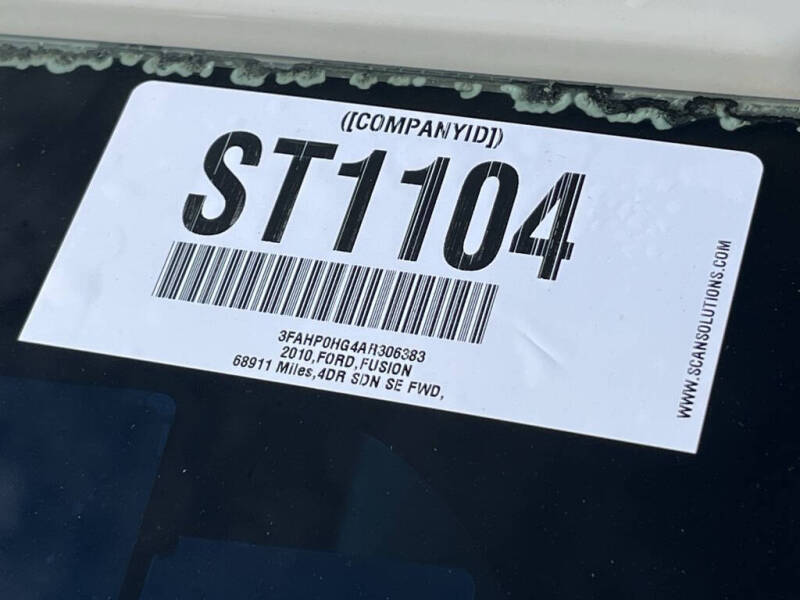 ([COMPANYID])
ST1104
3FAHP0HG4AR306383
2010,FORD,FUSION
68911 Miles,4DR SDN SE FWD,
WWW.SCANSOLUTIONS.COM